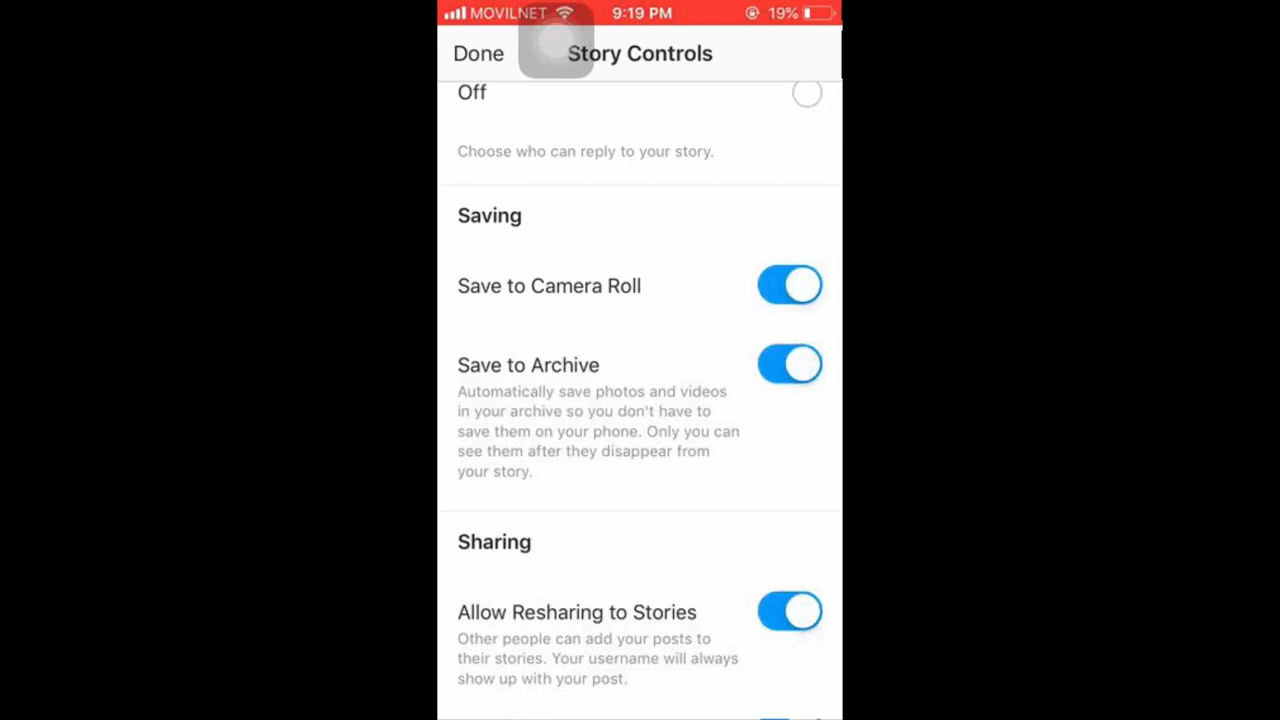 MOVILNET 9:19 PM 19%
Done Story Controls
Off
Choose who can reply to your story.
Saving
Save to Camera Roll
Save to Archive
Automatically save photos and videos
in your archive so you don't have to
save them on your phone. Only you can
see them after they disappear from
your story.
Sharing
Allow Resharing to Stories
Other people can add your posts to
their stories. Your username will always
show up with your post.